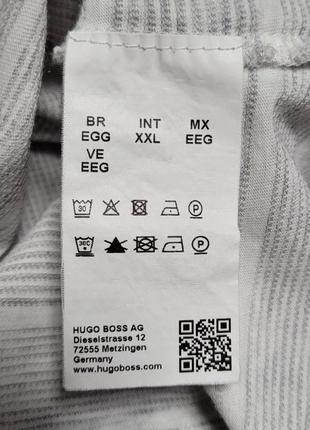 BR INT MX
EGG XXL EEG
VE
EEG
30 P
30C P
HUGO BOSS AG
Dieselstrasse 12
72555 Metzingen
Germany
www.hugoboss.com